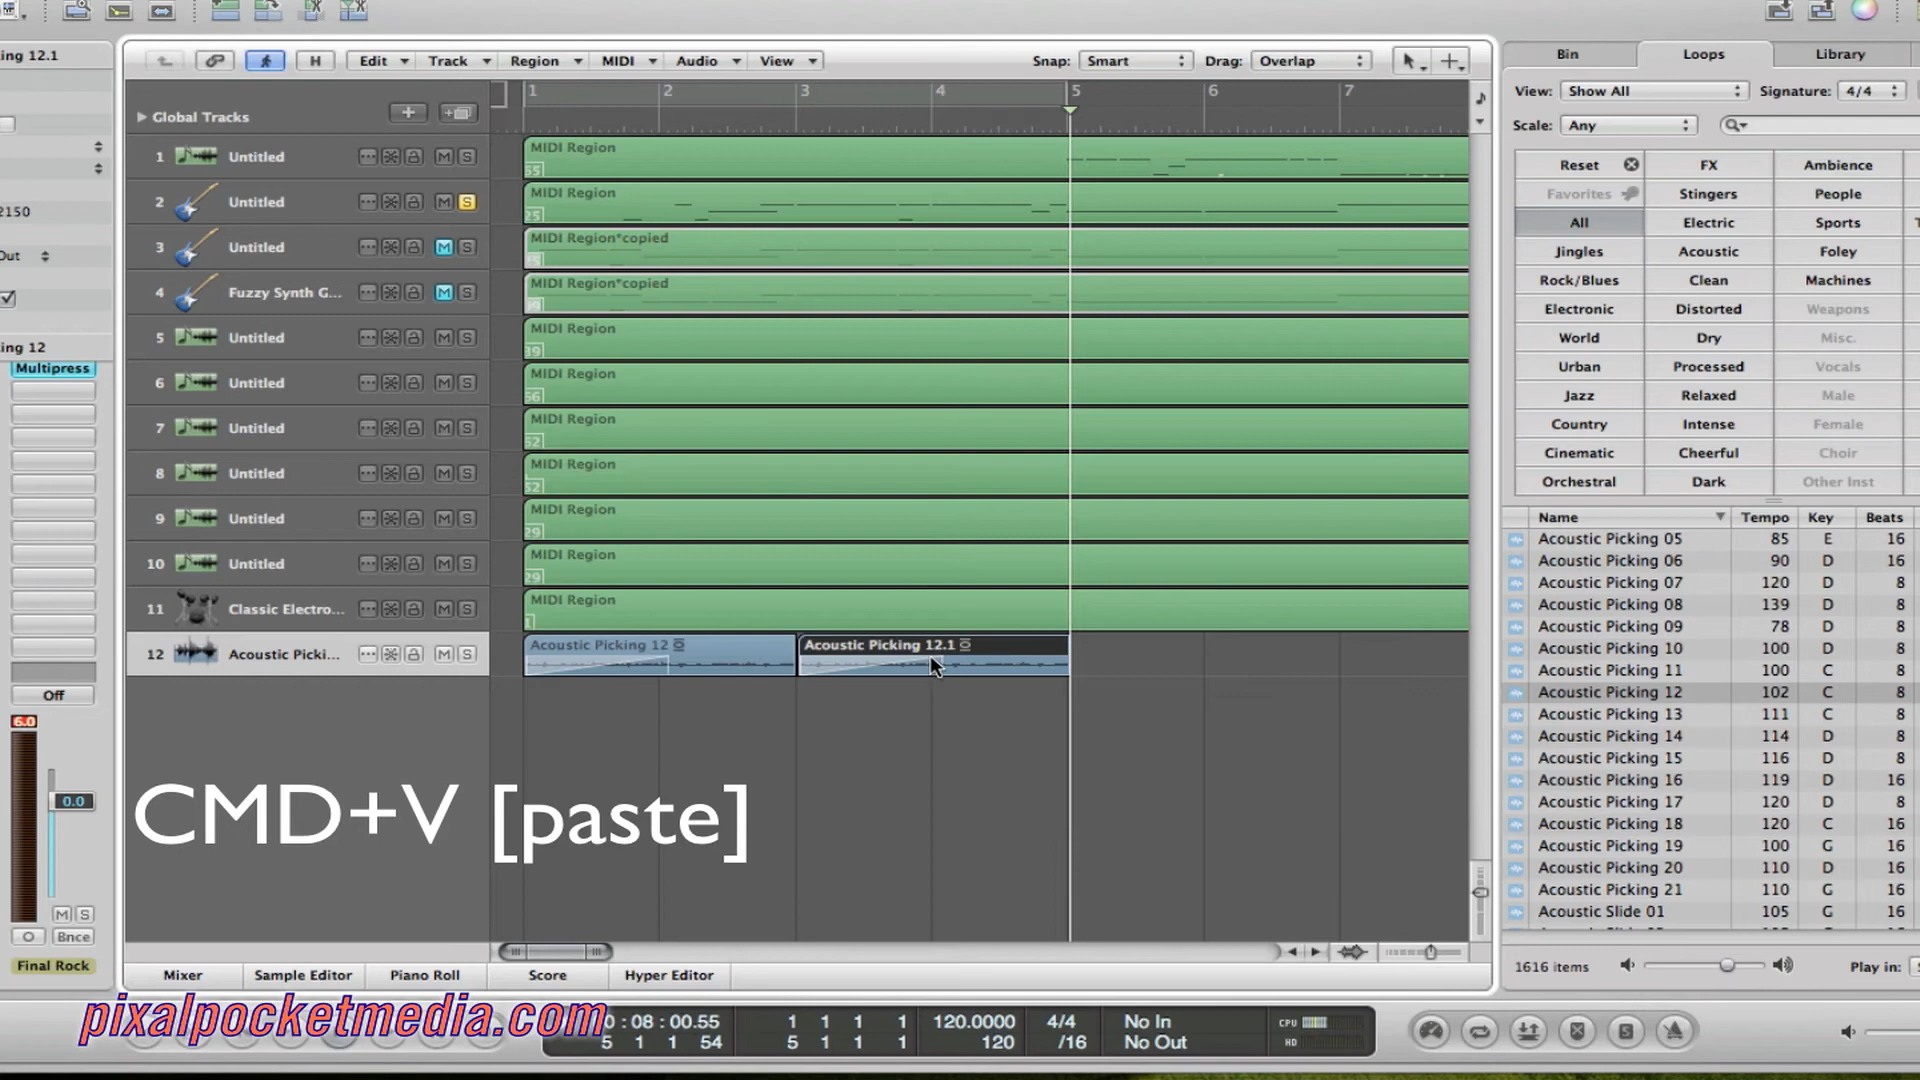 ing 12.1
Edit Track Region MIDI Audio View Snap: Smart Drag: Overlap
Bin Loops Library
View: Show All Signature: 4/4
Scale: Any
1 2 3 4 5 6 7
Global Tracks
1 Untitled M S MIDI Region
2 Untitled M S MIDI Region
3 Untitled M S MIDI Region*copied
4 Fuzzy Synth G... M S MIDI Region*copied
5 Untitled M S MIDI Region
6 Untitled M S MIDI Region
7 Untitled M S MIDI Region
8 Untitled M S MIDI Region
9 Untitled M S MIDI Region
10 Untitled M S MIDI Region
11 Classic Electro... M S MIDI Region
12 Acoustic Picki... M S Acoustic Picking 12 Acoustic Picking 12.1
2150
Out
ing 12
Multipress
Off
6.0
0.0
M S
Bnce
Final Rock
Reset FX Ambience
Favorites Stingers People
All Electric Sports
Jingles Acoustic Foley
Rock/Blues Clean Machines
Electronic Distorted Weapons
World Dry Misc.
Urban Processed Vocals
Jazz Relaxed Male
Country Intense Female
Cinematic Cheerful Choir
Orchestral Dark Other Inst
Name Tempo Key Beats
Acoustic Picking 05 85 E 16
Acoustic Picking 06 90 D 16
Acoustic Picking 07 120 D 8
Acoustic Picking 08 139 D 8
Acoustic Picking 09 78 D 8
Acoustic Picking 10 100 D 8
Acoustic Picking 11 100 C 8
Acoustic Picking 12 102 C 8
Acoustic Picking 13 111 C 8
Acoustic Picking 14 114 D 8
Acoustic Picking 15 116 D 8
Acoustic Picking 16 119 D 16
Acoustic Picking 17 120 D 8
Acoustic Picking 18 120 C 8
Acoustic Picking 19 100 G 16
Acoustic Picking 20 110 D 16
Acoustic Picking 21 110 G 16
Acoustic Slide 01 105 G 16
1616 items Play in:
CMD+V [paste]
Mixer Sample Editor Piano Roll Score Hyper Editor
pixalpocketmedia.com
0:08:00.55 1 1 1 1 120.0000 4/4 No In CPU
5 1 1 54 5 1 1 1 120 /16 No Out HD